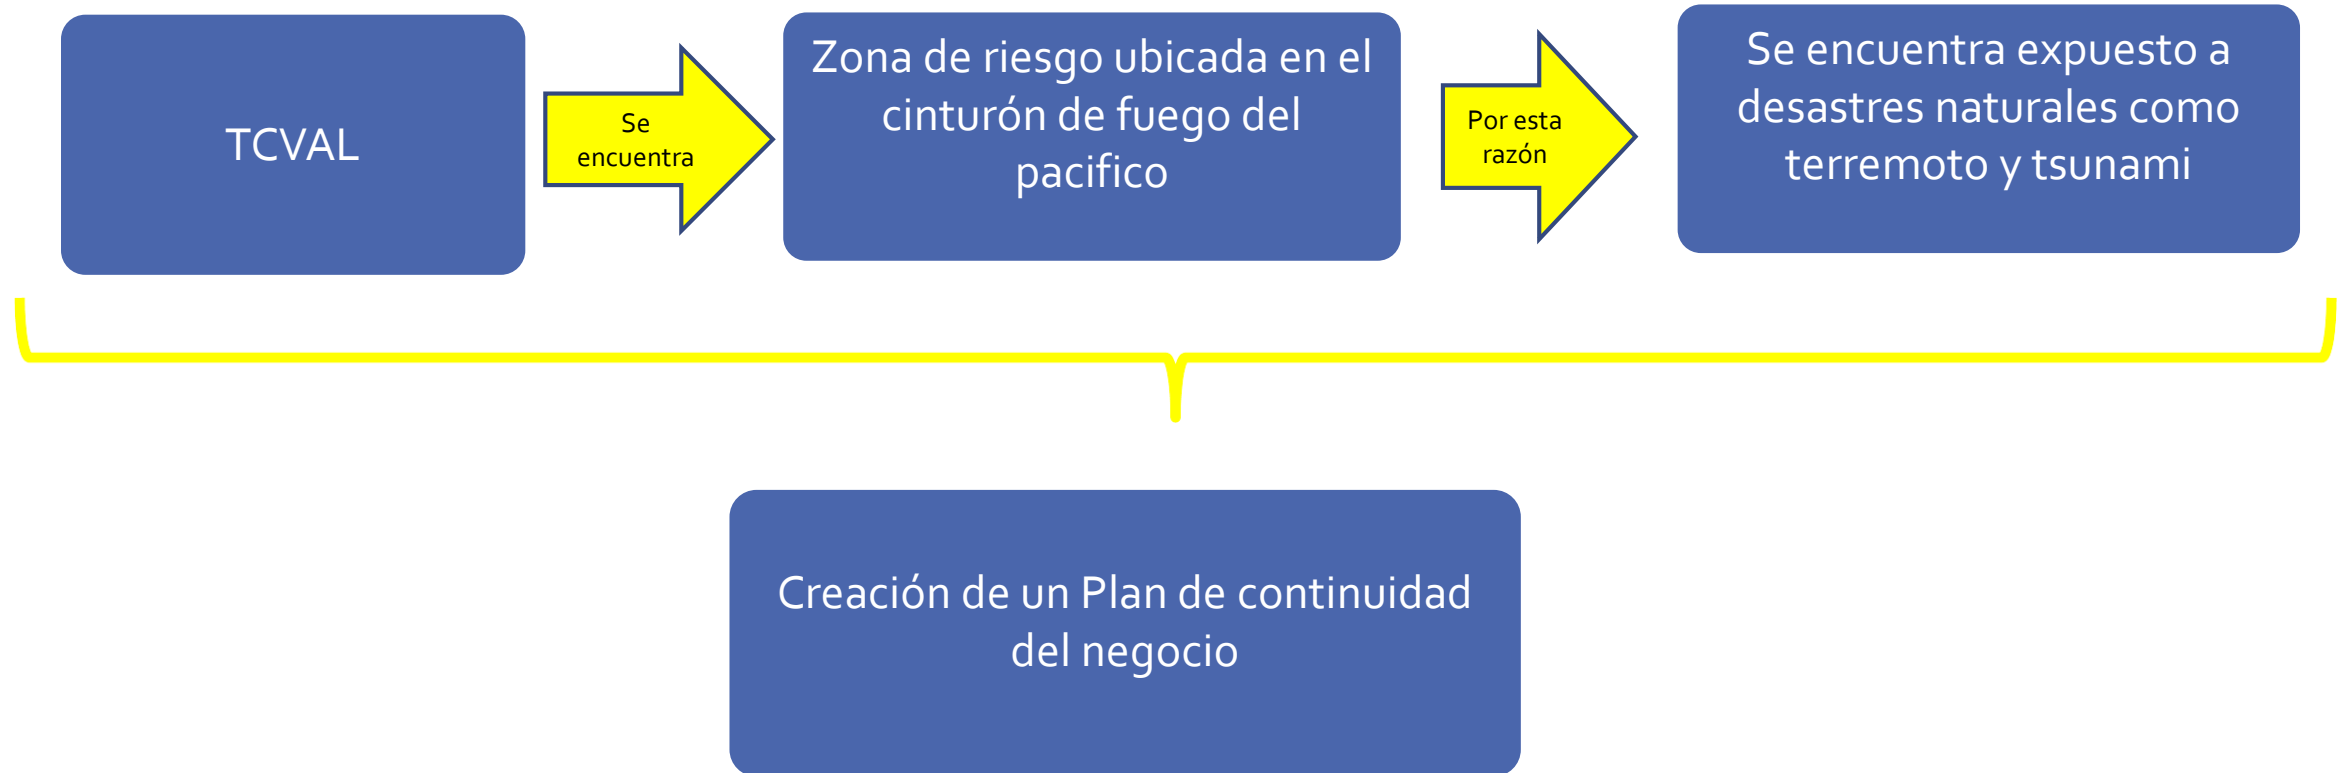 TCVAL
Se
encuentra
Zona de riesgo ubicada en el
cinturón de fuego del
pacifico
Por esta
razón
Se encuentra expuesto a
desastres naturales como
terremoto y tsunami
Creación de un Plan de continuidad
del negocio